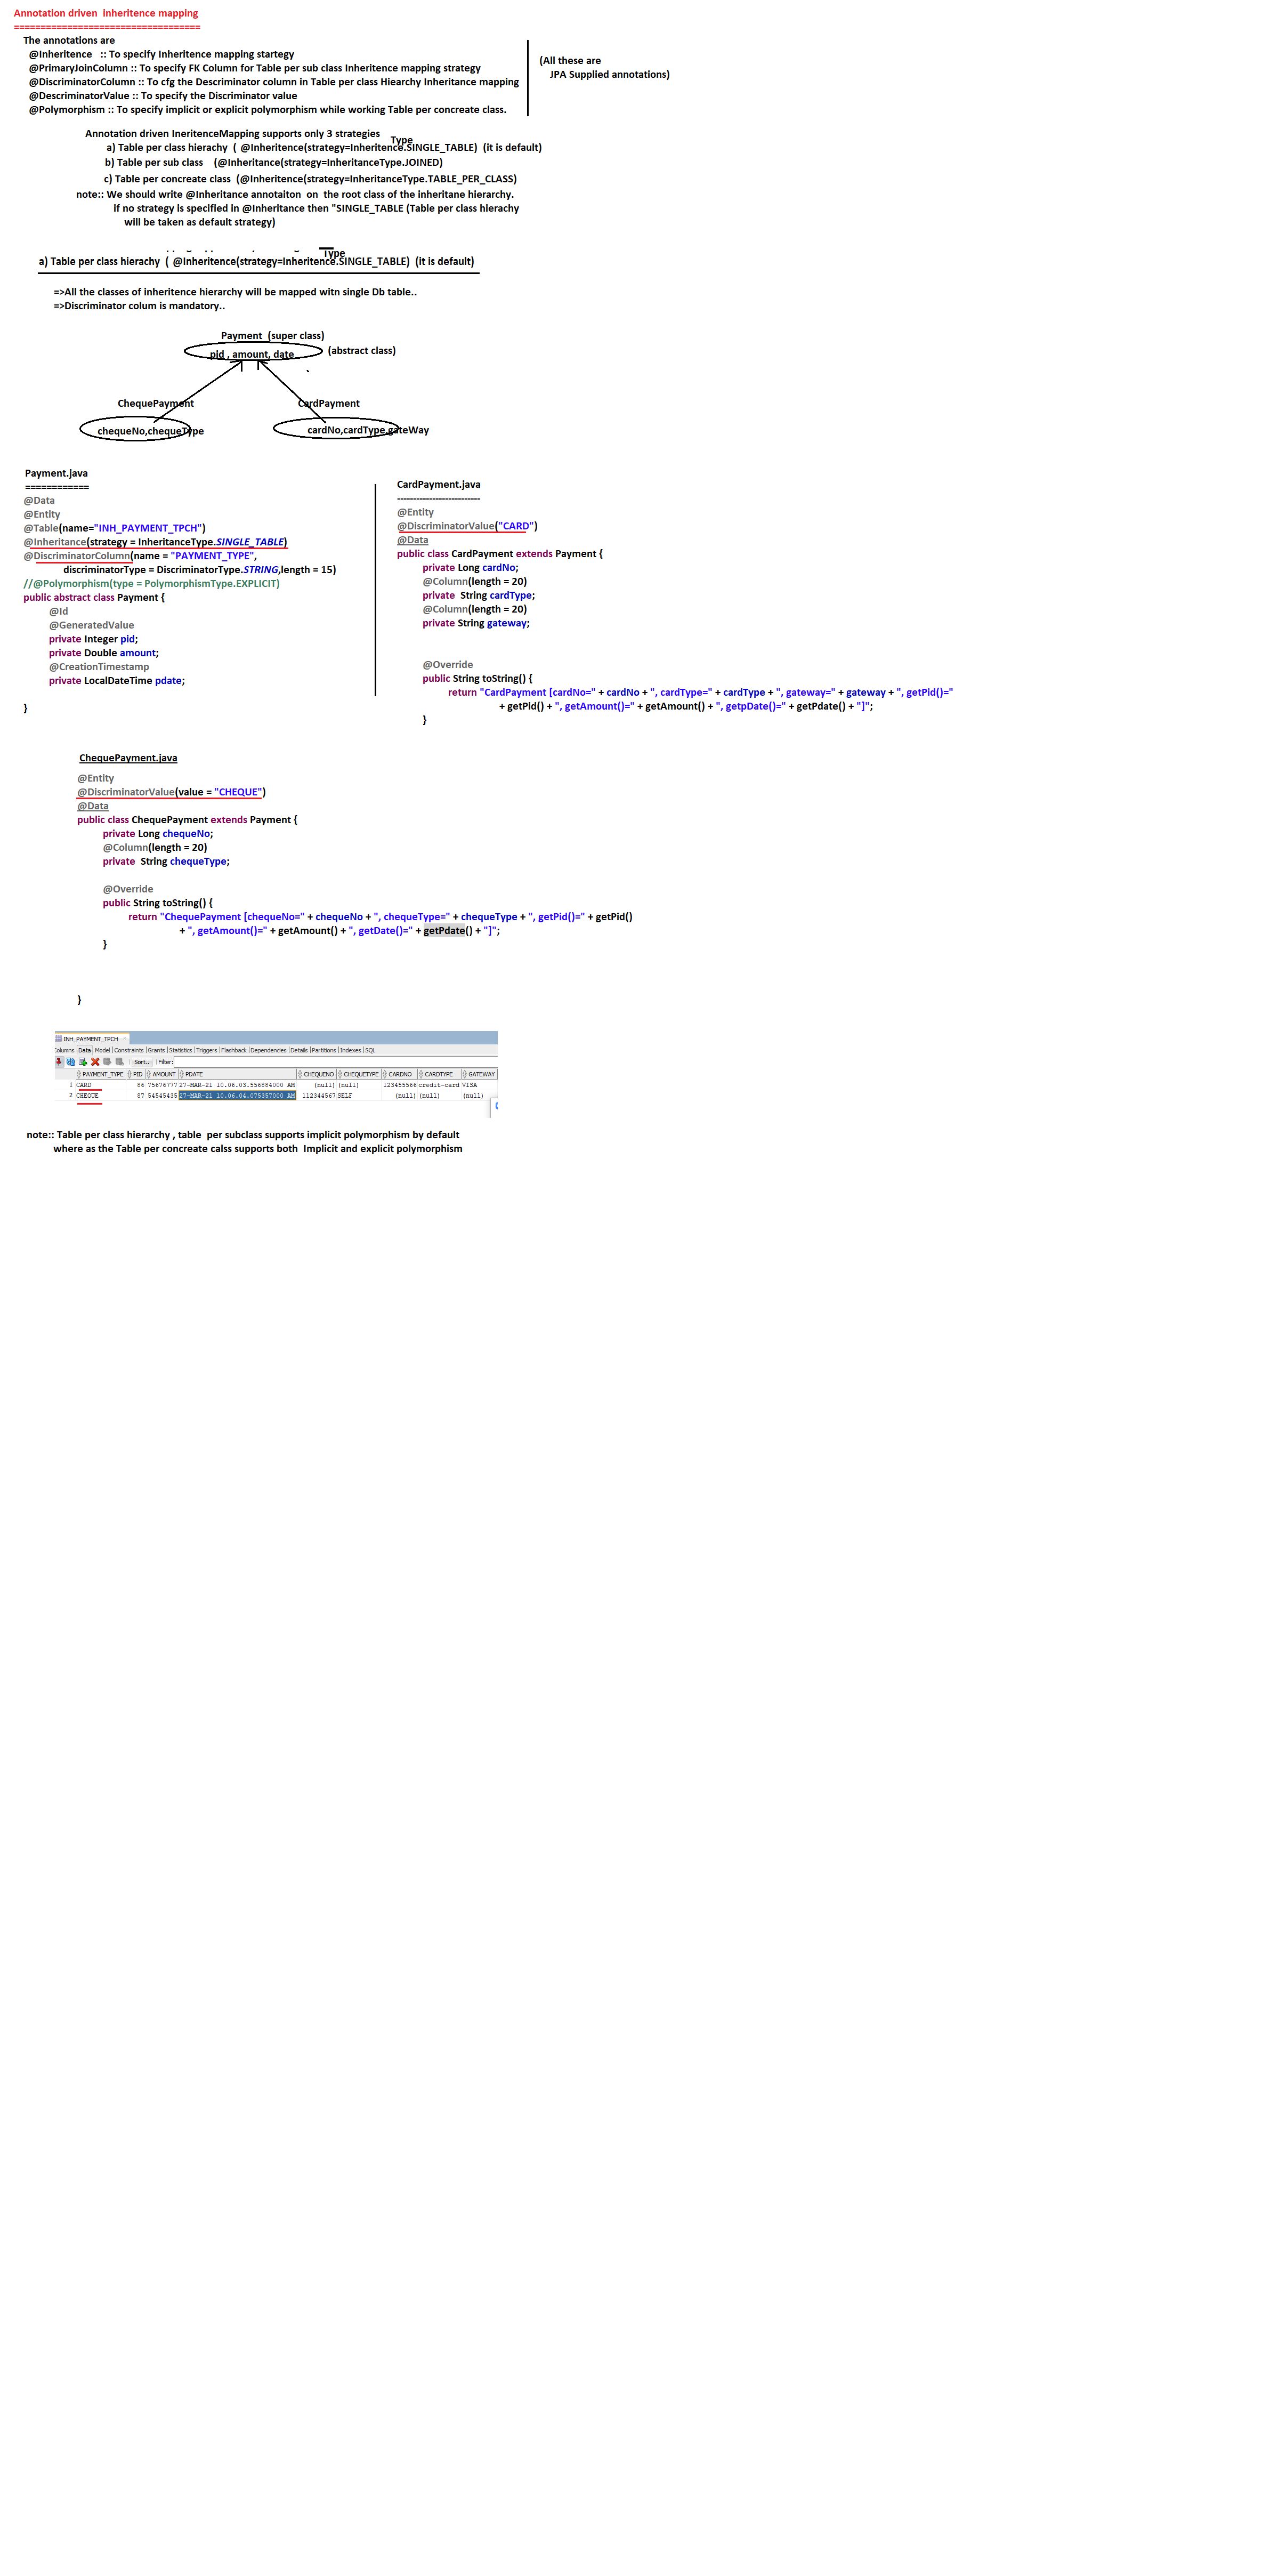 Annotation driven  inheritence mapping
===================================
The annotations are
@Inheritence   :: To specify Inheritence mapping startegy
@PrimaryJoinColumn :: To specify FK Column for Table per sub class Inheritence mapping strategy
@DiscriminatorColumn :: To cfg the Descriminator column in Table per class Hiearchy Inheritance mapping
@DescriminatorValue :: To specify the Discriminator value
@Polymorphism :: To specify implicit or explicit polymorphism while working Table per concreate class.
(All these are
JPA Supplied annotations)
Annotation driven IneritenceMapping supports only 3 strategies
Type
a) Table per class hierachy  (  @Inheritence(strategy=Inheritence.SINGLE_TABLE)  (it is default)
b) Table per sub class    (@Inheritance(strategy=InheritanceType.JOINED)
c) Table per concreate class  (@Inheritence(strategy=InheritanceType.TABLE_PER_CLASS)
note:: We should write @Inheritance annotaiton  on  the root class of the inheritane hierarchy.
if no strategy is specified in @Inheritance then "SINGLE_TABLE (Table per class hierachy
will be taken as default strategy)
Type
a) Table per class hierachy  (  @Inheritence(strategy=Inheritence.SINGLE_TABLE)  (it is default)
=>All the classes of inheritence hierarchy will be mapped witn single Db table..
=>Discriminator colum is mandatory..
Payment  (super class)
pid , amount, date
(abstract class)
ChequePayment
CardPayment
chequeNo,chequeType
cardNo,cardType,gateWay
Payment.java
============
@Data
@Entity
@Table(name="INH_PAYMENT_TPCH")
@Inheritance(strategy = InheritanceType.SINGLE_TABLE)
@DiscriminatorColumn(name = "PAYMENT_TYPE",
discriminatorType = DiscriminatorType.STRING,length = 15)
//@Polymorphism(type = PolymorphismType.EXPLICIT)
public abstract class Payment {
@Id
@GeneratedValue
private Integer pid;
private Double amount;
@CreationTimestamp
private LocalDateTime pdate;
}
CardPayment.java
--------------------------
@Entity
@DiscriminatorValue("CARD")
@Data
public class CardPayment extends Payment {
private Long cardNo;
@Column(length = 20)
private  String cardType;
@Column(length = 20)
private String gateway;
@Override
public String toString() {
return "CardPayment [cardNo=" + cardNo + ", cardType=" + cardType + ", gateway=" + gateway + ", getPid()="
+ getPid() + ", getAmount()=" + getAmount() + ", getpDate()=" + getPdate() + "]";
}
ChequePayment.java
@Entity
@DiscriminatorValue(value = "CHEQUE")
@Data
public class ChequePayment extends Payment {
private Long chequeNo;
@Column(length = 20)
private  String chequeType;
@Override
public String toString() {
return "ChequePayment [chequeNo=" + chequeNo + ", chequeType=" + chequeType + ", getPid()=" + getPid()
+ ", getAmount()=" + getAmount() + ", getDate()=" + getPdate() + "]";
}
}
INH_PAYMENT_TPCH
Columns Data Model Constraints Grants Statistics Triggers Flashback Dependencies Details Partitions Indexes SQL
Sort.. Filter:
PAYMENT_TYPE PID AMOUNT PDATE CHEQUENO CHEQUETYPE CARDNO CARDTYPE GATEWAY
1 CARD 86 75676777 27-MAR-21 10.06.03.556884000 AM (null) (null) 123455566 credit-card VISA
2 CHEQUE 87 54545435 27-MAR-21 10.06.04.075357000 AM 112344567 SELF (null) (null) (null)
note:: Table per class hierarchy , table  per subclass supports implicit polymorphism by default
where as the Table per concreate calss supports both  Implicit and explicit polymorphism